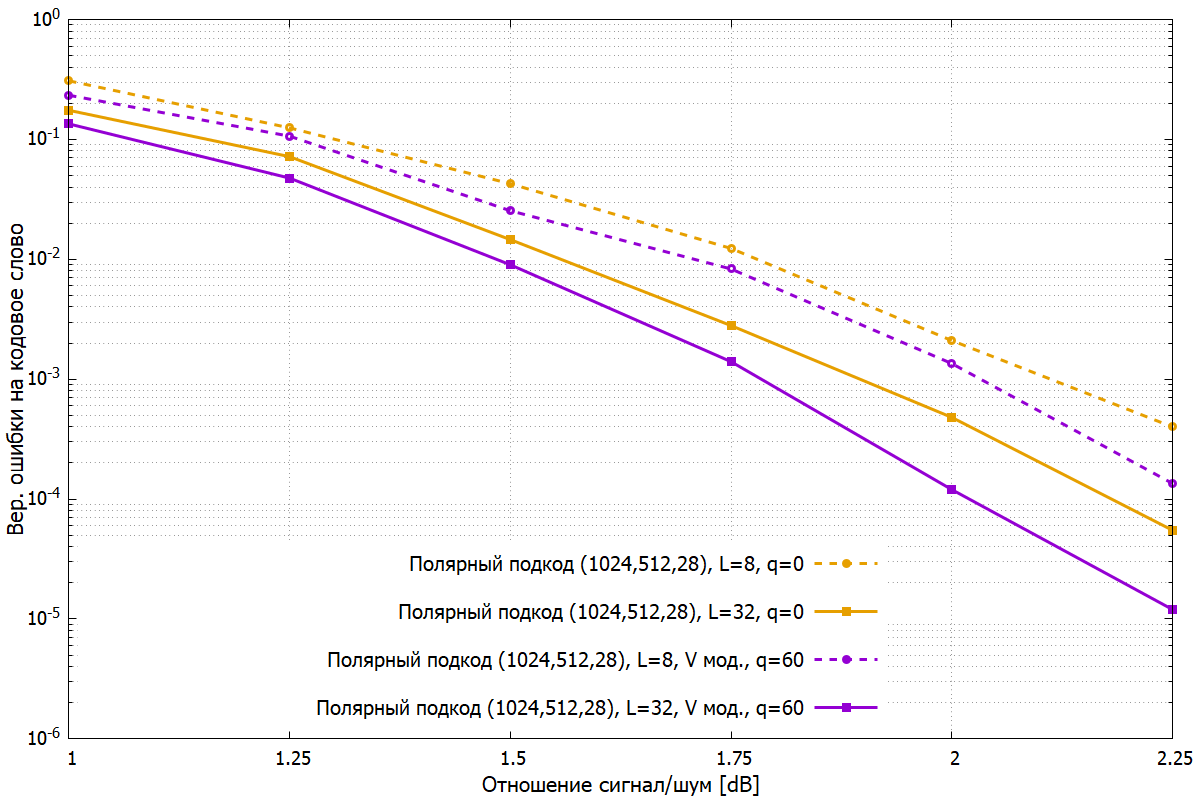 Вер. ошибки на кодовое слово
10^0
10^-1
10^-2
10^-3
10^-4
10^-5
10^-6
Полярный подкод (1024,512,28), L=8, q=0
Полярный подкод (1024,512,28), L=32, q=0
Полярный подкод (1024,512,28), L=8, V мод., q=60
Полярный подкод (1024,512,28), L=32, V мод., q=60
1 1.25 1.5 1.75 2 2.25
Отношение сигнал/шум [dB]